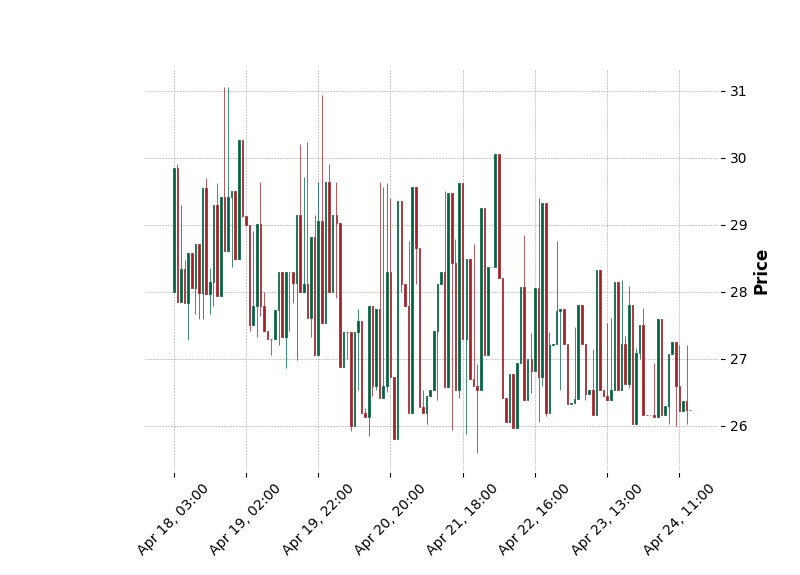 31
30
29
28
27
26
Price
Apr 18, 03:00
Apr 19, 02:00
Apr 19, 22:00
Apr 20, 20:00
Apr 21, 18:00
Apr 22, 16:00
Apr 23, 13:00
Apr 24, 11:00